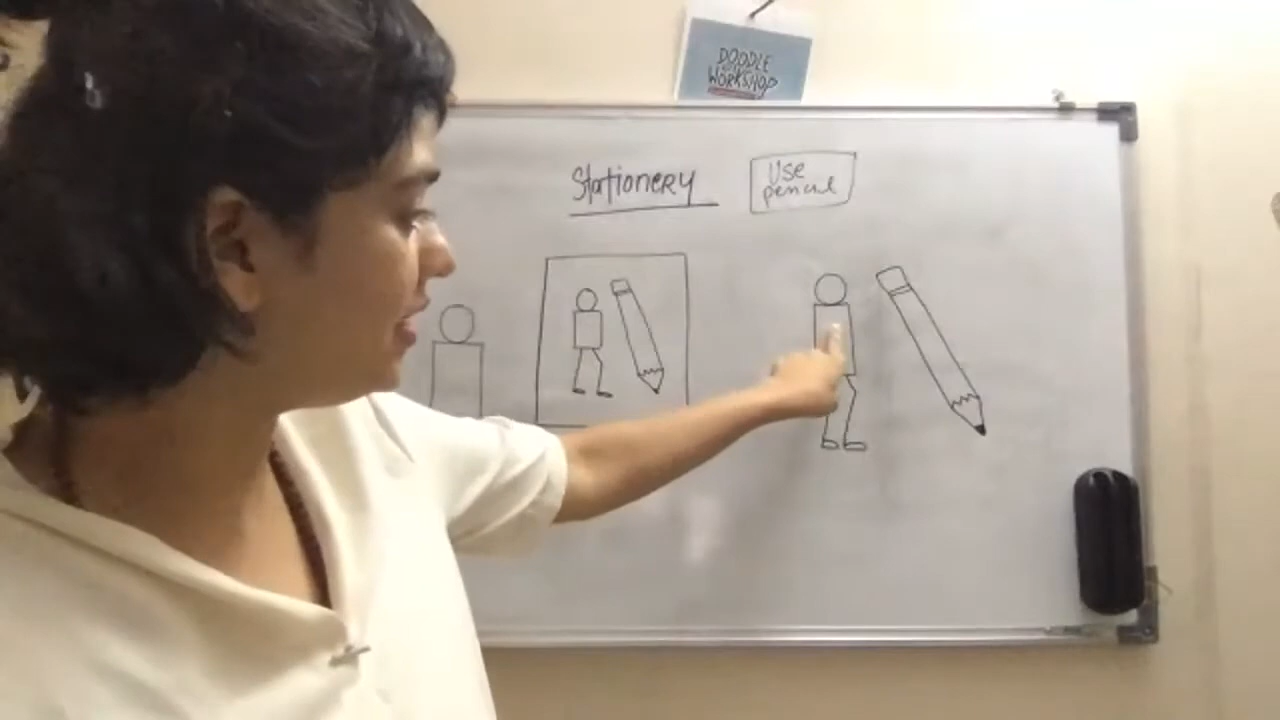 DOODLE
WORKSHOP
Stationery
Use
pencil